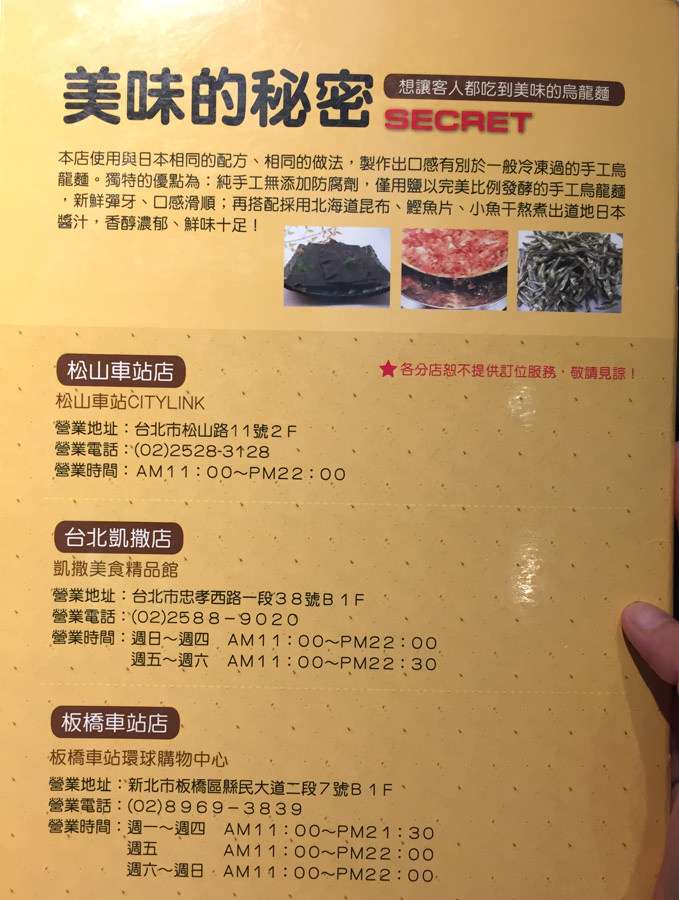 美味的秘密
想讓客人都吃到美味的烏龍麵
SECRET
本店使用與日本相同的配方、相同的做法，製作出口感有別於一般冷凍過的手工烏
龍麵。獨特的優點為：純手工無添加防腐劑，僅用鹽以完美比例發酵的手工烏龍麵
，新鮮彈牙、口感滑順；再搭配採用北海道昆布、鰹魚片、小魚干熬煮出道地日本
醬汁，香醇濃郁、鮮味十足！
松山車站店
★各分店恕不提供訂位服務，敬請見諒！
松山車站CITYLINK
營業地址：台北市松山路11號2F
營業電話：(02)2528-3128
營業時間：AM11：00～PM22：00
台北凱撒店
凱撒美食精品館
營業地址：台北市忠孝西路一段38號B1F
營業電話：(02)2588－9020
營業時間：週日～週四 AM11：00～PM22：00
週五～週六 AM11：00～PM22：30
板橋車站店
板橋車站環球購物中心
營業地址：新北市板橋區縣民大道二段7號B1F
營業電話：(02)8969－3839
營業時間：週一～週四 AM11：00～PM21：30
週五 AM11：00～PM22：00
週六～週日 AM11：00～PM22：00